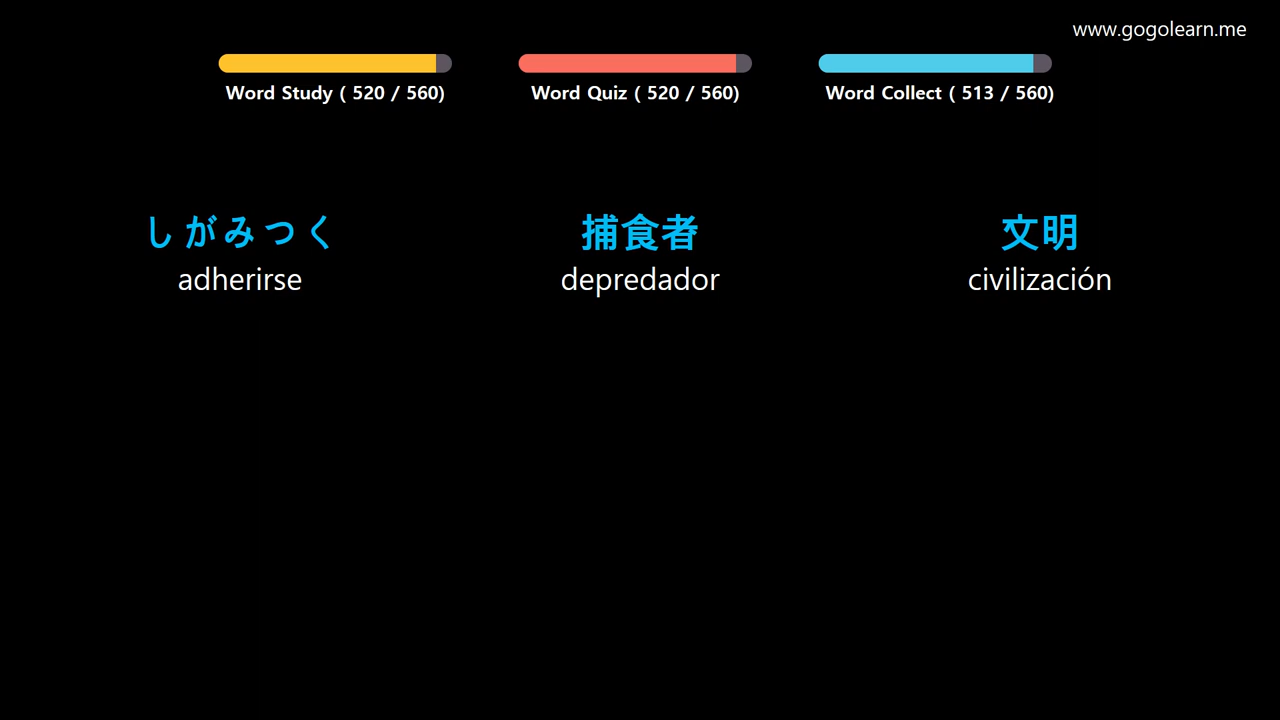 www.gogolearn.me
Word Study ( 520 / 560)
Word Quiz ( 520 / 560)
Word Collect ( 513 / 560)
しがみつく
adherirse
捕食者
depredador
文明
civilización